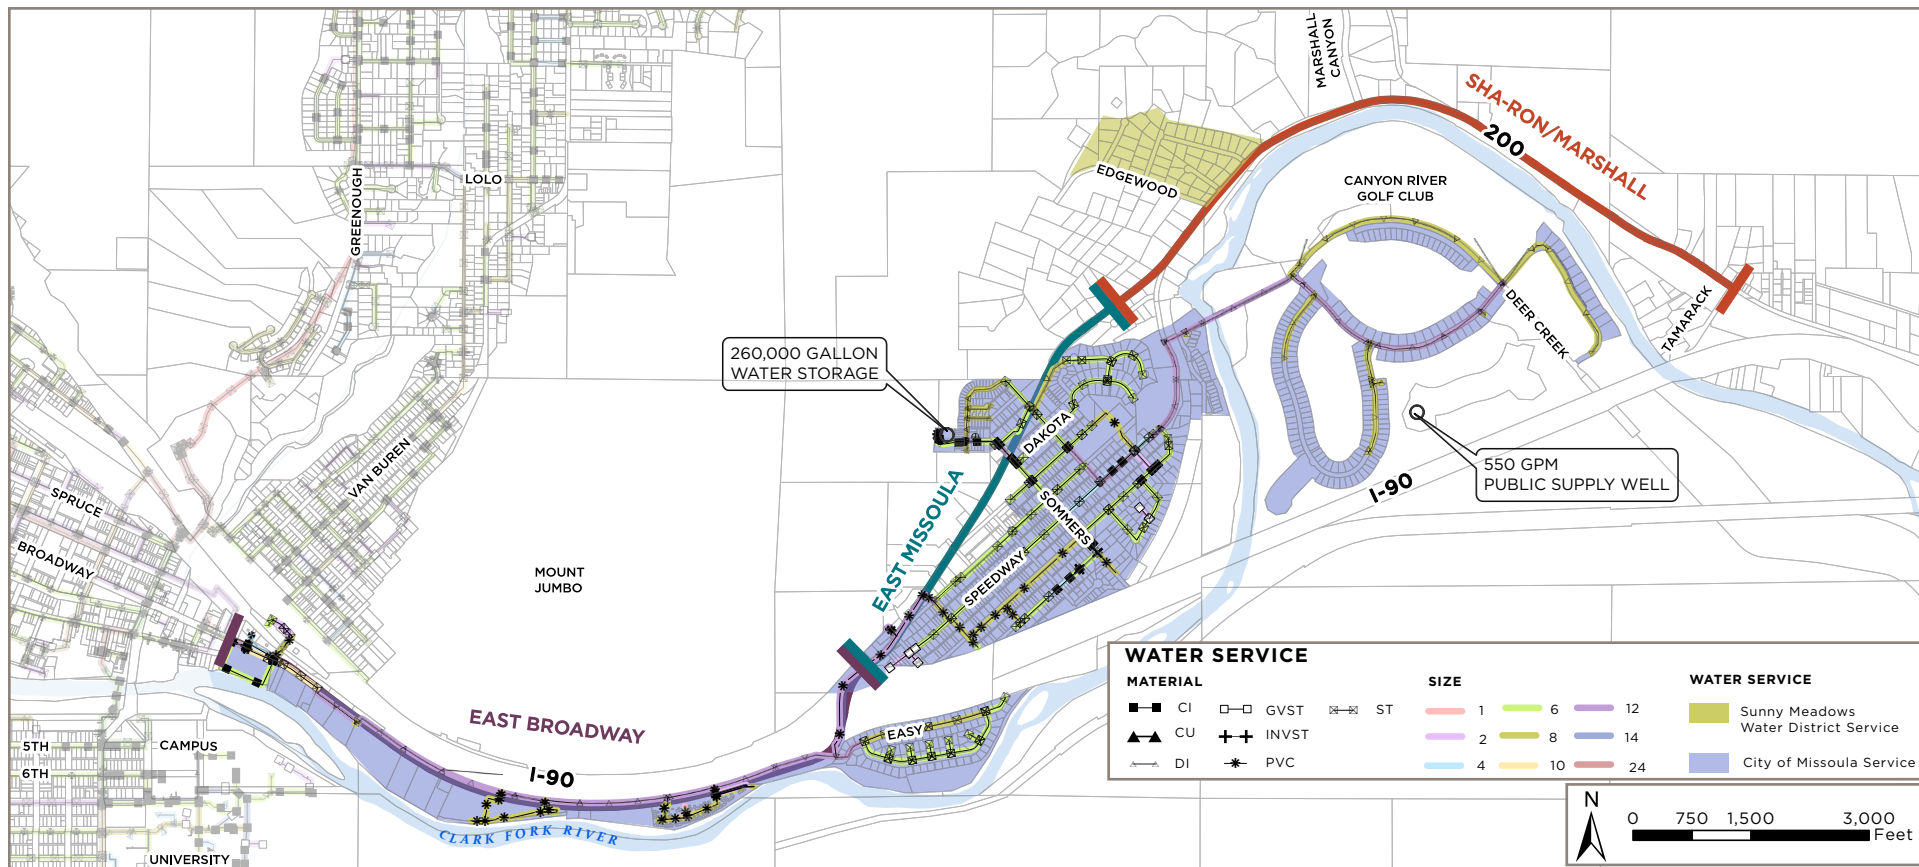 MARSHALL
CANYON
SHA-RON/MARSHALL
200
EDGEWOOD
CANYON RIVER
GOLF CLUB
LOLO
GREENOUGH
DEER CREEK
TAMARACK
260,000 GALLON
WATER STORAGE
DAKOTA
VAN BUREN
SPRUCE
BROADWAY
550 GPM
PUBLIC SUPPLY WELL
I-90
SOMMERS
EAST MISSOULA
SPEEDWAY
MOUNT
JUMBO
EAST BROADWAY
EASY
I-90
CLARK FORK RIVER
5TH
6TH
CAMPUS
UNIVERSITY
WATER SERVICE
MATERIAL
CI
GVST
ST
CU
INVST
DI
PVC
SIZE
1
6
12
2
8
14
4
10
24
WATER SERVICE
Sunny Meadows
Water District Service
City of Missoula Service
N
0 750 1,500 3,000
Feet